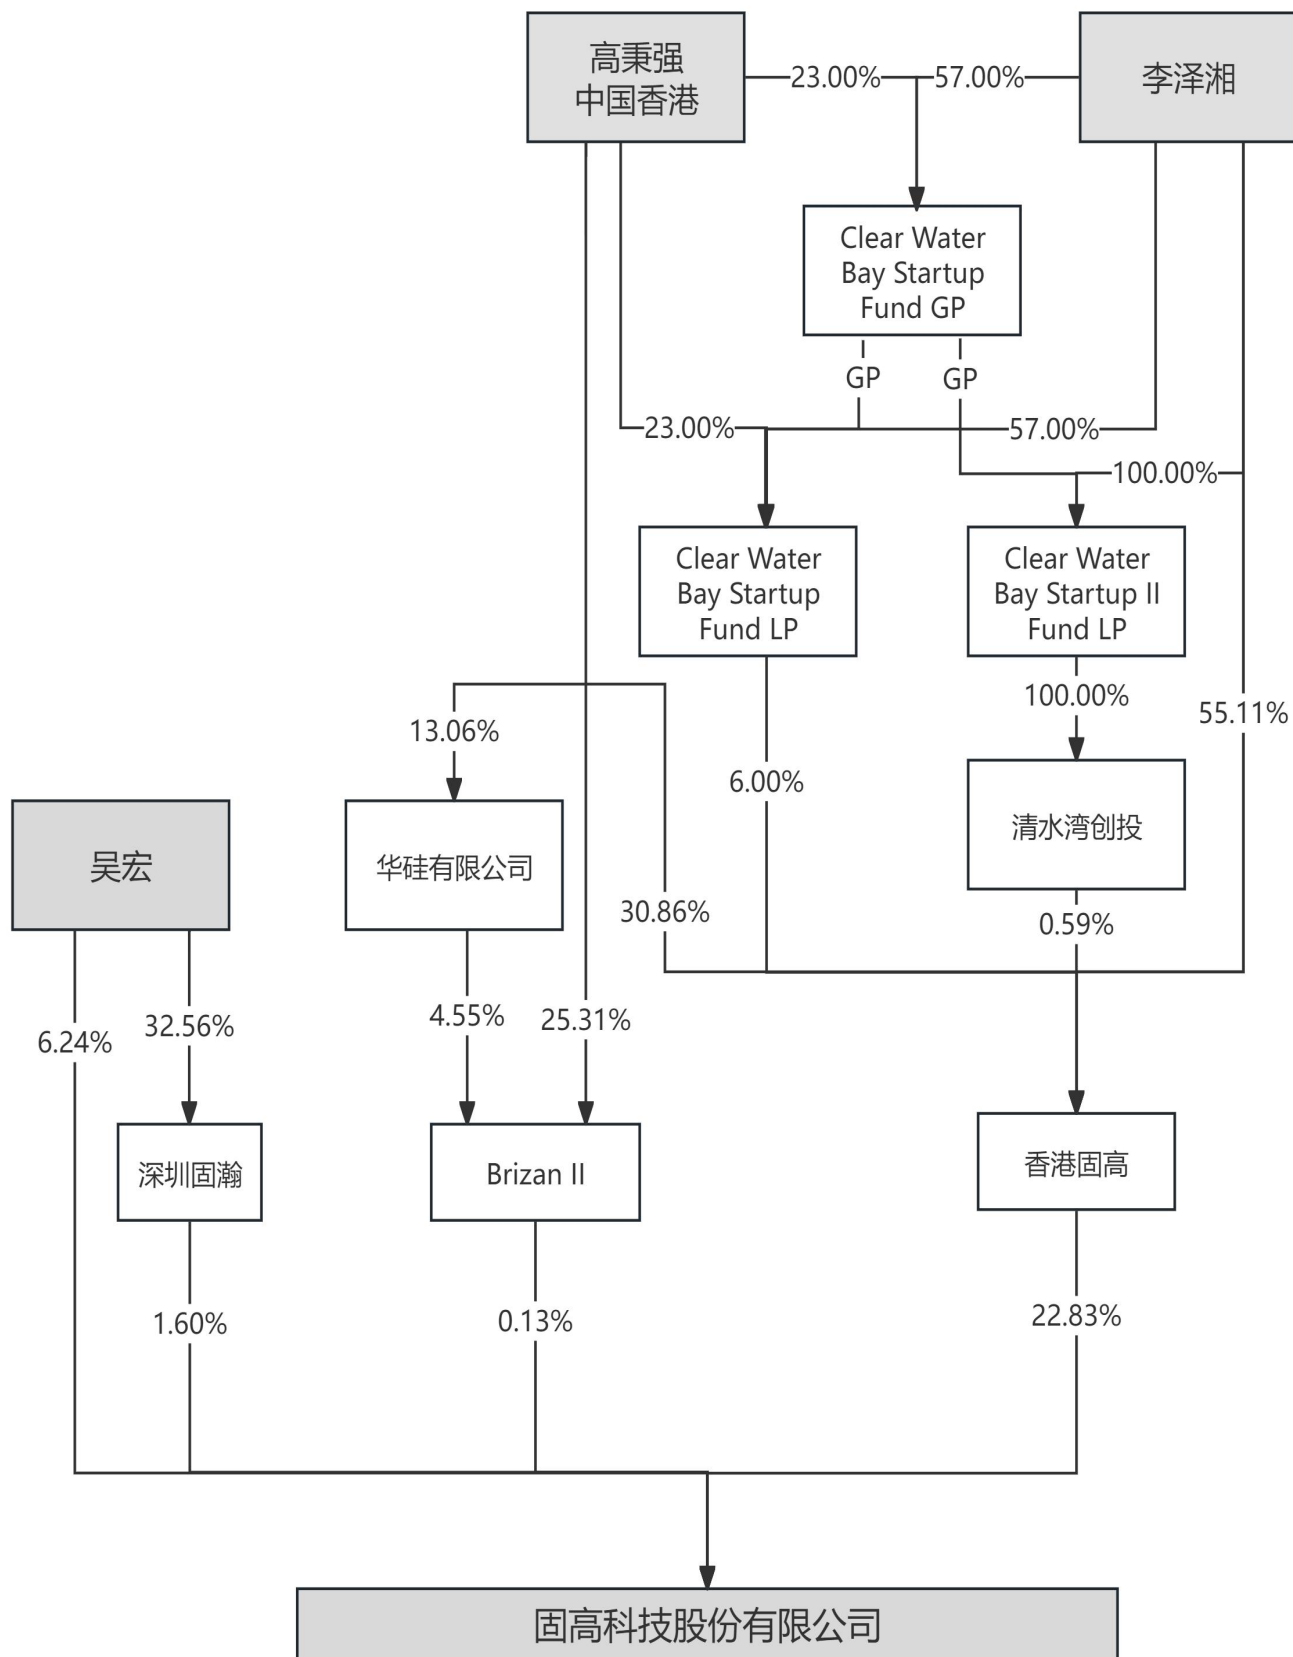 高秉强
中国香港
23.00%
57.00%
李泽湘
Clear Water
Bay Startup
Fund GP
GP
GP
23.00%
57.00%
100.00%
Clear Water
Bay Startup
Fund LP
Clear Water
Bay Startup II
Fund LP
100.00%
55.11%
13.06%
6.00%
吴宏
华硅有限公司
清水湾创投
30.86%
0.59%
6.24%
32.56%
4.55%
25.31%
深圳固瀚
Brizan II
香港固高
1.60%
0.13%
22.83%
固高科技股份有限公司